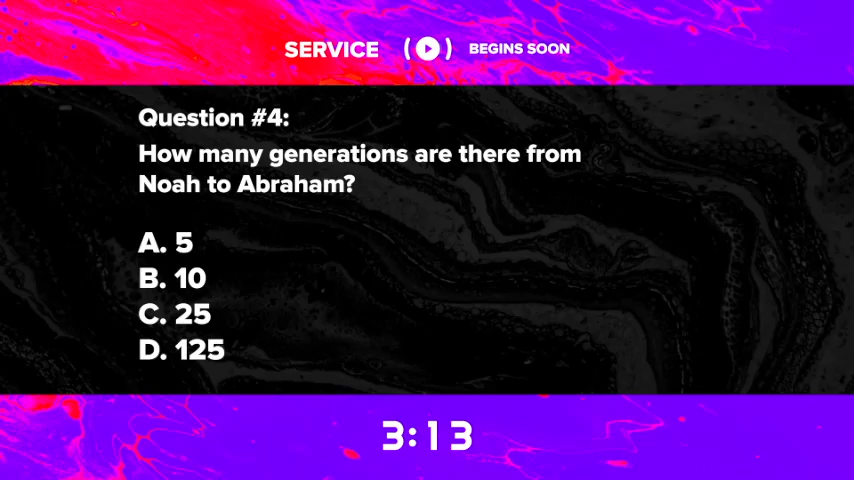 SERVICE BEGINS SOON
Question #4:
How many generations are there from
Noah to Abraham?
A. 5
B. 10
C. 25
D. 125
3:13